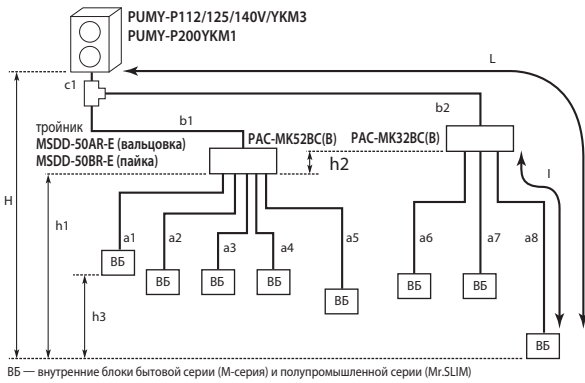 PUMY-P112/125/140V/YKM3
PUMY-P200YKM1
L
c1
b1
b2
тройник
MSDD-50AR-E (вальцовка)
MSDD-50BR-E (пайка)
PAC-MK52BC(B)
PAC-MK32BC(B)
h2
H
h1
I
a1
a2
a3
a4
a5
a6
a7
a8
ВБ
ВБ
ВБ
ВБ
ВБ
ВБ
ВБ
h3
ВБ
ВБ — внутренние блоки бытовой серии (М-серия) и полупромышленной серии (Mr.SLIM)